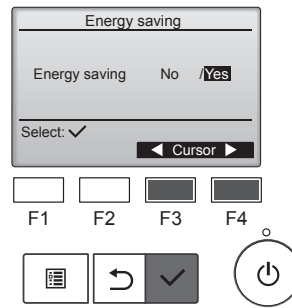 Energy saving
Energy saving No /Yes
Select: ✓
◀ Cursor ▶
F1 F2 F3 F4